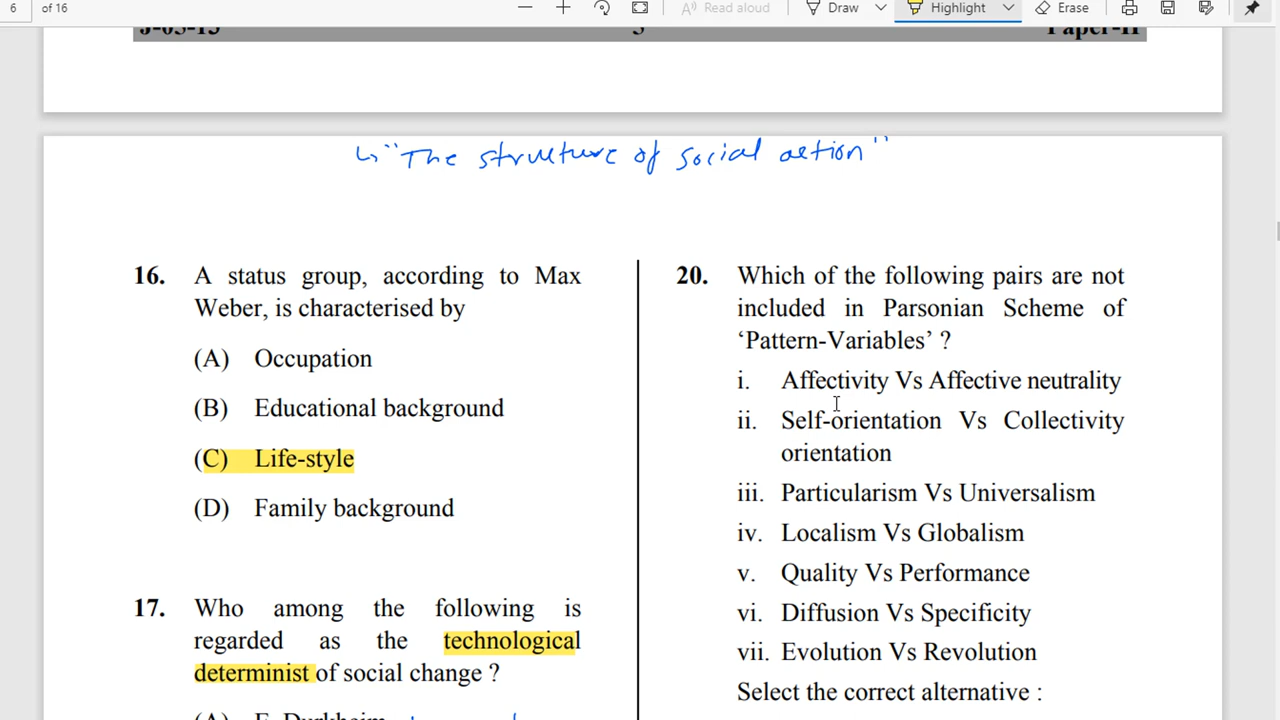 6 of 16
Read aloud
Draw
Highlight
Erase
J-05-15
Paper-II
↳ "The structure of social action"
16. A status group, according to Max
Weber, is characterised by
(A) Occupation
(B) Educational background
(C) Life-style
(D) Family background
17. Who among the following is
regarded as the technological
determinist of social change ?
(A) E. Durkheim
20. Which of the following pairs are not
included in Parsonian Scheme of
‘Pattern-Variables’ ?
i. Affectivity Vs Affective neutrality
ii. Self-orientation Vs Collectivity
orientation
iii. Particularism Vs Universalism
iv. Localism Vs Globalism
v. Quality Vs Performance
vi. Diffusion Vs Specificity
vii. Evolution Vs Revolution
Select the correct alternative :